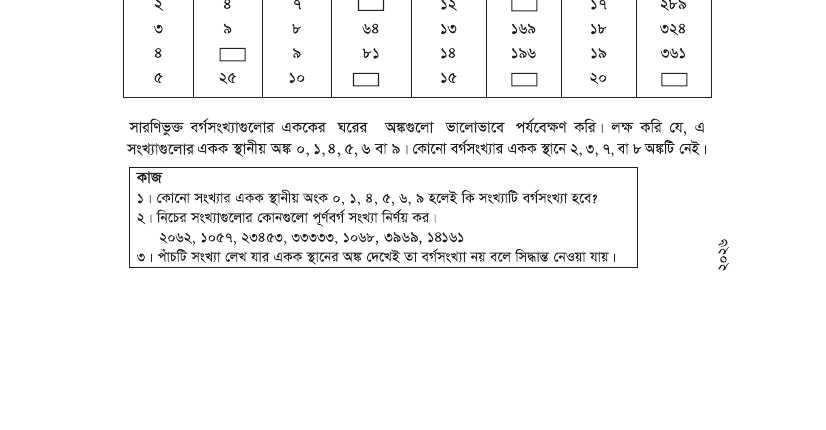 ২ ৪ ৭ ১২ ১৭ ২৮৯
৩ ৯ ৮ ৬৪ ১৩ ১৬৯ ১৮ ৩২৪
৪ ৯ ৮১ ১৪ ১৯৬ ১৯ ৩৬১
৫ ২৫ ১০ ১৫ ২০
সারণিভুক্ত বর্গসংখ্যাগুলোর এককের ঘরের অঙ্কগুলো ভালোভাবে পর্যবেক্ষণ করি। লক্ষ করি যে, এ
সংখ্যাগুলোর একক স্থানীয় অঙ্ক ০, ১, ৪, ৫, ৬ বা ৯। কোনো বর্গসংখ্যার একক স্থানে ২, ৩, ৭, বা ৮ অঙ্কটি নেই।
কাজ
১। কোনো সংখ্যার একক স্থানীয় অংক ০, ১, ৪, ৫, ৬, ৯ হলেই কি সংখ্যাটি বর্গসংখ্যা হবে?
২। নিচের সংখ্যাগুলোর কোনগুলো পূর্ণবর্গ সংখ্যা নির্ণয় কর।
২০৬২, ১০৫৭, ২৩৪৫৩, ৩৩৩৩৩, ১০৬৮, ৩৯৬৯, ১৪১৬১
৩। পাঁচটি সংখ্যা লেখ যার একক স্থানের অঙ্ক দেখেই তা বর্গসংখ্যা নয় বলে সিদ্ধান্ত নেওয়া যায়।
২০২৬